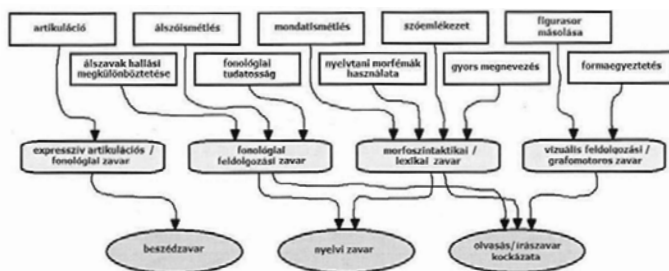 artikuláció
álszóismétlés
mondatismétlés
szóemlékezet
figurasor
másolása
álszavak hallási
megkülönböztetése
fonológiai
tudatosság
nyelvtani morfémák
használata
gyors megnevezés
formaegyeztetés
expresszív artikulációs /
fonológiai zavar
fonológiai
feldolgozási zavar
morfoszintaktikai /
lexikai zavar
vizuális feldolgozási /
grafomotoros zavar
beszédzavar
nyelvi zavar
olvasás/írászavar
kockázata